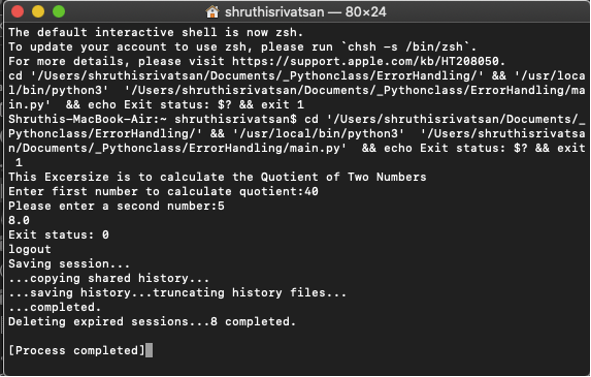 shruthisrivatsan — 80×24
The default interactive shell is now zsh.
To update your account to use zsh, please run `chsh -s /bin/zsh`.
For more details, please visit https://support.apple.com/kb/HT208050.
cd '/Users/shruthisrivatsan/Documents/_Pythonclass/ErrorHandling/' && '/usr/loca
l/bin/python3'  '/Users/shruthisrivatsan/Documents/_Pythonclass/ErrorHandling/ma
in.py'  && echo Exit status: $? && exit 1
Shruthis-MacBook-Air:~ shruthisrivatsan$ cd '/Users/shruthisrivatsan/Documents/_
Pythonclass/ErrorHandling/' && '/usr/local/bin/python3'  '/Users/shruthisrivatsa
n/Documents/_Pythonclass/ErrorHandling/main.py'  && echo Exit status: $? && exit
 1
This Excersize is to calculate the Quotient of Two Numbers
Enter first number to calculate quotient:40
Please enter a second number:5
8.0
Exit status: 0
logout
Saving session...
...copying shared history...
...saving history...truncating history files...
...completed.
Deleting expired sessions...8 completed.
[Process completed]